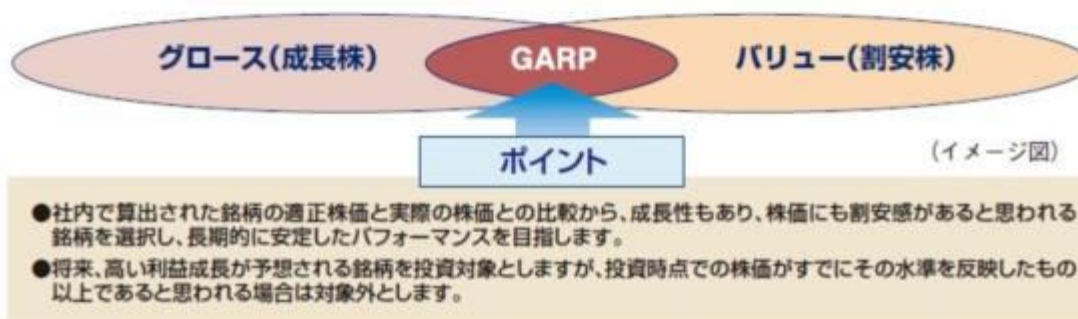 グロース(成長株)
GARP
バリュー(割安株)
ポイント
(イメージ図)
●社内で算出された銘柄の適正株価と実際の株価との比較から、成長性もあり、株価にも割安感があると思われる
銘柄を選択し、長期的に安定したパフォーマンスを目指します。
●将来、高い利益成長が予想される銘柄を投資対象としますが、投資時点での株価がすでにその水準を反映したもの
以上であると思われる場合は対象外とします。